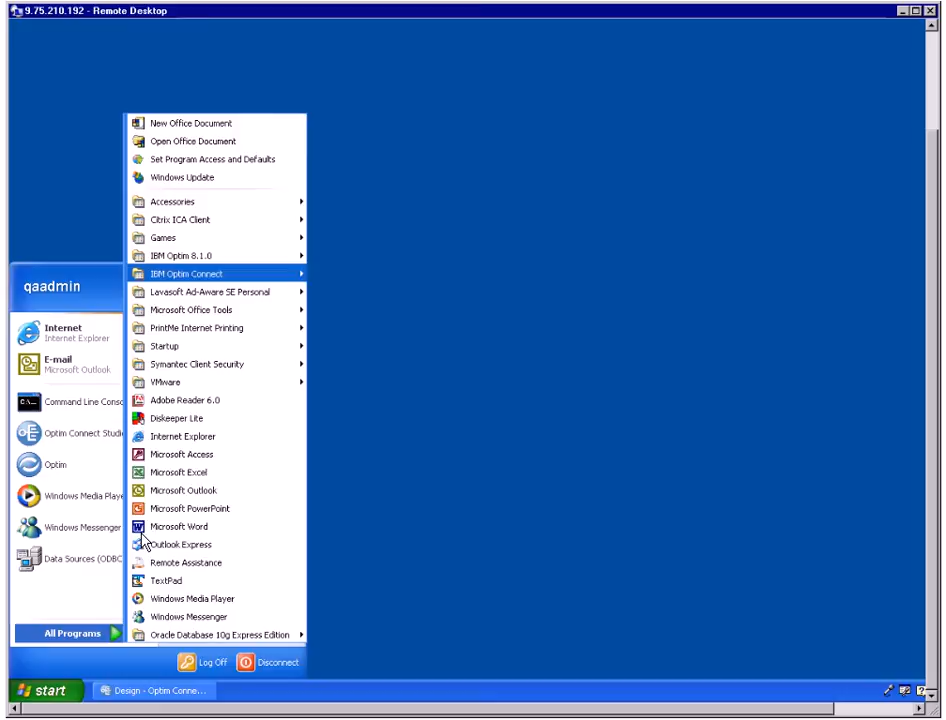 9.75.210.192 - Remote Desktop
New Office Document
Open Office Document
Set Program Access and Defaults
Windows Update
Accessories
Citrix ICA Client
Games
IBM Optim 8.1.0
IBM Optim Connect
Lavasoft Ad-Aware SE Personal
Microsoft Office Tools
PrintMe Internet Printing
Startup
Symantec Client Security
VMware
Adobe Reader 6.0
Diskeeper Lite
Internet Explorer
Microsoft Access
Microsoft Excel
Microsoft Outlook
Microsoft PowerPoint
Microsoft Word
Outlook Express
Remote Assistance
TextPad
Windows Media Player
Windows Messenger
Oracle Database 10g Express Edition
qaadmin
Internet
Internet Explorer
E-mail
Microsoft Outlook
Command Line Conso
Optim Connect Studi
Optim
Windows Media Playe
Windows Messenger
Data Sources (ODBC
All Programs
Log Off
Disconnect
start
Design - Optim Conne...